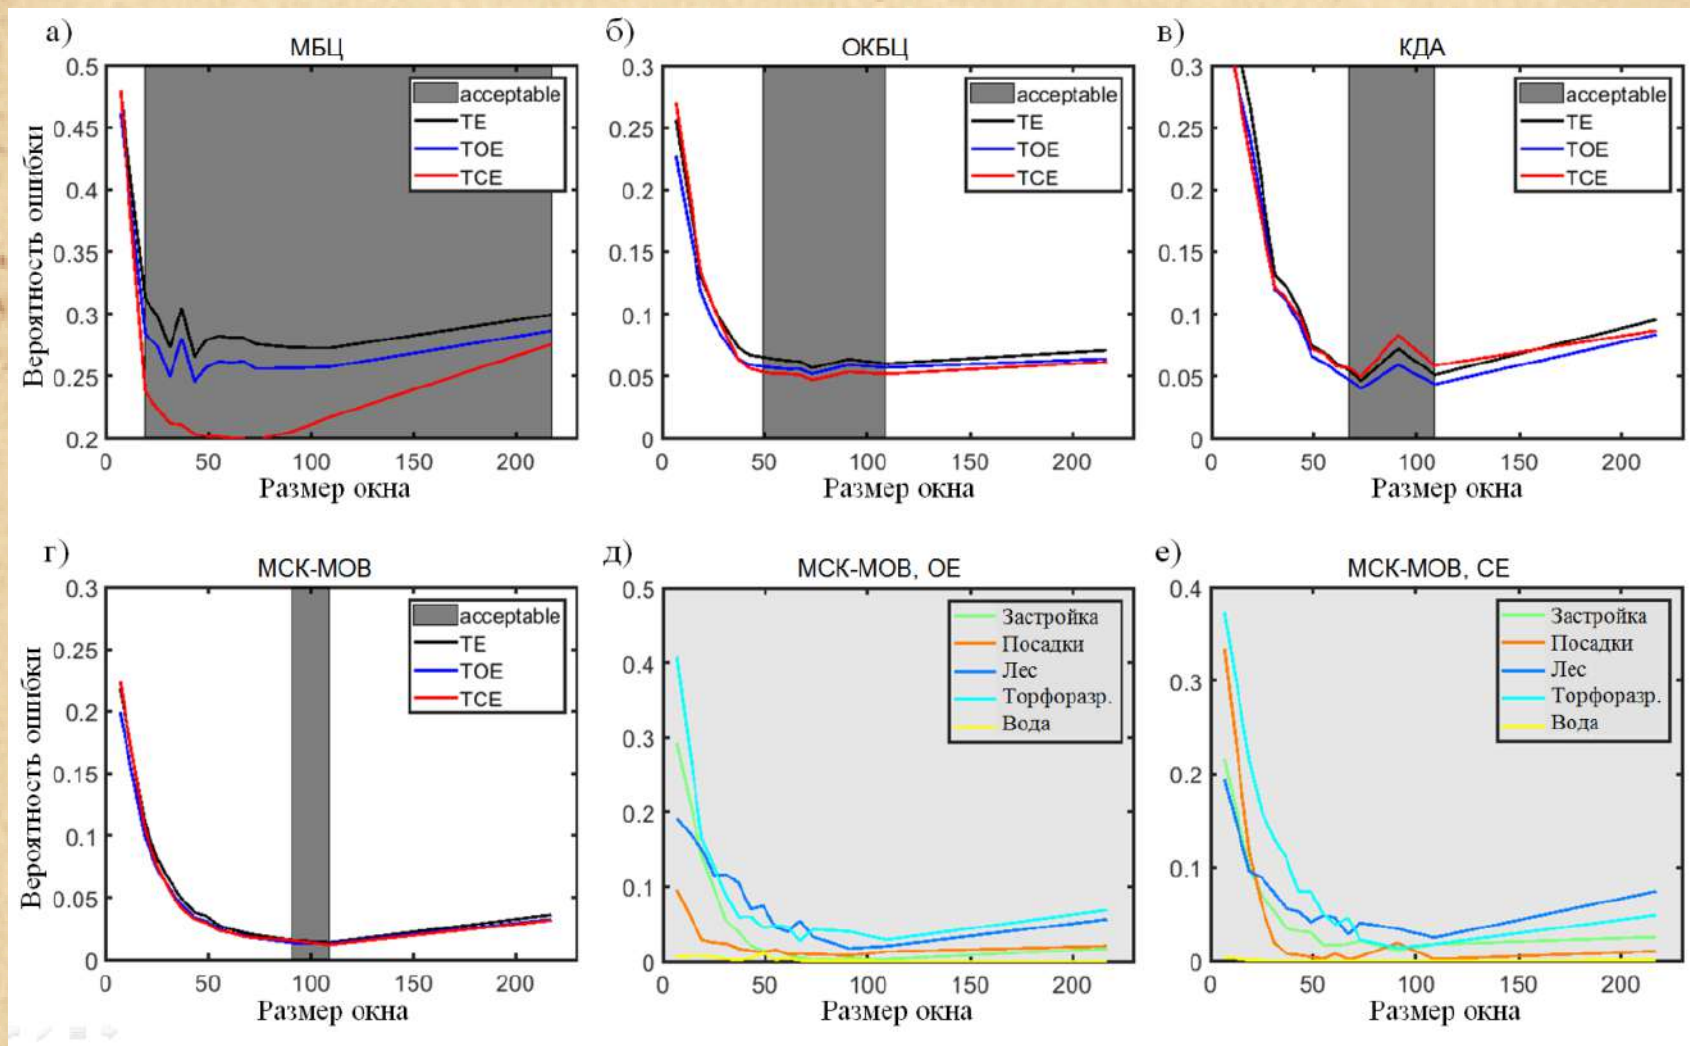 а)
МБЦ
Вероятность ошибки
0.5
0.45
0.4
0.35
0.3
0.25
0.2
acceptable
TE
TOE
TCE
0
50
100
150
200
Размер окна
б)
ОКБЦ
0.3
0.25
0.2
0.15
0.1
0.05
0
acceptable
TE
TOE
TCE
0
50
100
150
200
Размер окна
в)
КДА
0.3
0.25
0.2
0.15
0.1
0.05
0
acceptable
TE
TOE
TCE
0
50
100
150
200
Размер окна
г)
МСК-МОВ
Вероятность ошибки
0.3
0.25
0.2
0.15
0.1
0.05
0
acceptable
TE
TOE
TCE
0
50
100
150
200
Размер окна
д)
МСК-МОВ, OE
0.5
0.4
0.3
0.2
0.1
0
Застройка
Посадки
Лес
Торфоразр.
Вода
0
50
100
150
200
Размер окна
е)
МСК-МОВ, CE
0.4
0.3
0.2
0.1
0
Застройка
Посадки
Лес
Торфоразр.
Вода
0
50
100
150
200
Размер окна